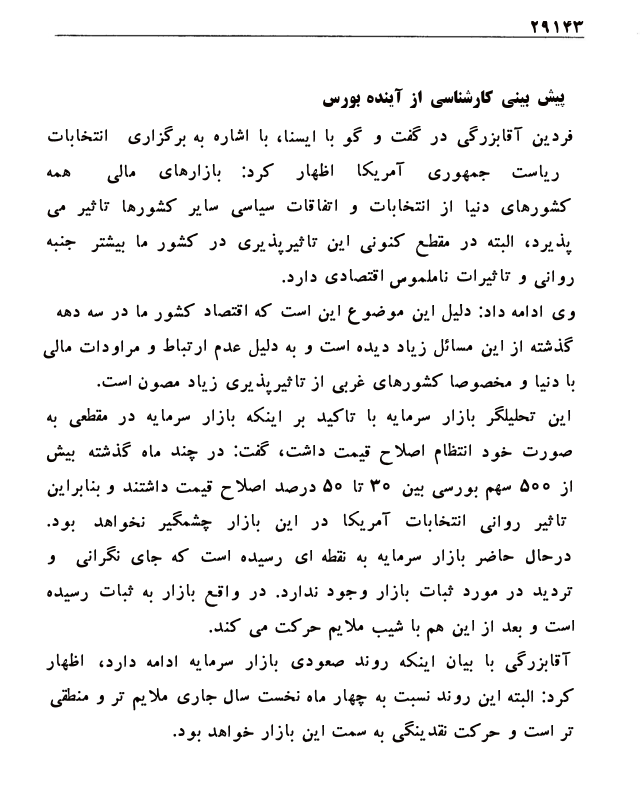 ۲۹۱۴۳
پیش بینی کارشناسی از آینده بورس
فردین آقابزرگی در گفت و گو با ایسنا، با اشاره به برگزاری انتخابات
ریاست جمهوری آمریکا اظهار کرد: بازارهای مالی همه
کشورهای دنیا از انتخابات و اتفاقات سیاسی سایر کشورها تاثیر می
پذیرد، البته در مقطع کنونی این تاثیرپذیری در کشور ما بیشتر جنبه
روانی و تاثیرات ناملموس اقتصادی دارد.
وی ادامه داد: دلیل این موضوع این است که اقتصاد کشور ما در سه دهه
گذشته از این مسائل زیاد دیده است و به دلیل عدم ارتباط و مراودات مالی
با دنیا و مخصوصا کشورهای غربی از تاثیرپذیری زیاد مصون است.
این تحلیلگر بازار سرمایه با تاکید بر اینکه بازار سرمایه در مقطعی به
صورت خود انتظام اصلاح قیمت داشت، گفت: در چند ماه گذشته بیش
از ۵۰۰ سهم بورسی بین ۳۰ تا ۵۰ درصد اصلاح قیمت داشتند و بنابراین
تاثیر روانی انتخابات آمریکا در این بازار چشمگیر نخواهد بود.
درحال حاضر بازار سرمایه به نقطه ای رسیده است که جای نگرانی و
تردید در مورد ثبات بازار وجود ندارد. در واقع بازار به ثبات رسیده
است و بعد از این هم با شیب ملایم حرکت می کند.
آقابزرگی با بیان اینکه روند صعودی بازار سرمایه ادامه دارد، اظهار
کرد: البته این روند نسبت به چهار ماه نخست سال جاری ملایم تر و منطقی
تر است و حرکت نقدینگی به سمت این بازار خواهد بود.